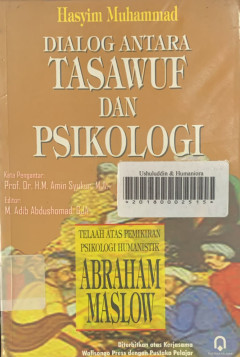 Hasyim Muhammad
DIALOG ANTARA
TASAWUF
DAN
PSIKOLOGI
Kata Pengantar:
Prof. Dr. H.M. Amin Syukur, M.A.
Editor:
M. Adib Abdushomad
Ushuluddin & Humaniora
TELAAH ATAS PEMIKIRAN
PSIKOLOGI HUMANISTIK
ABRAHAM
MASLOW
Diterbitkan atas Kerjasama
Walisongo Press dengan Pustaka Pelajar